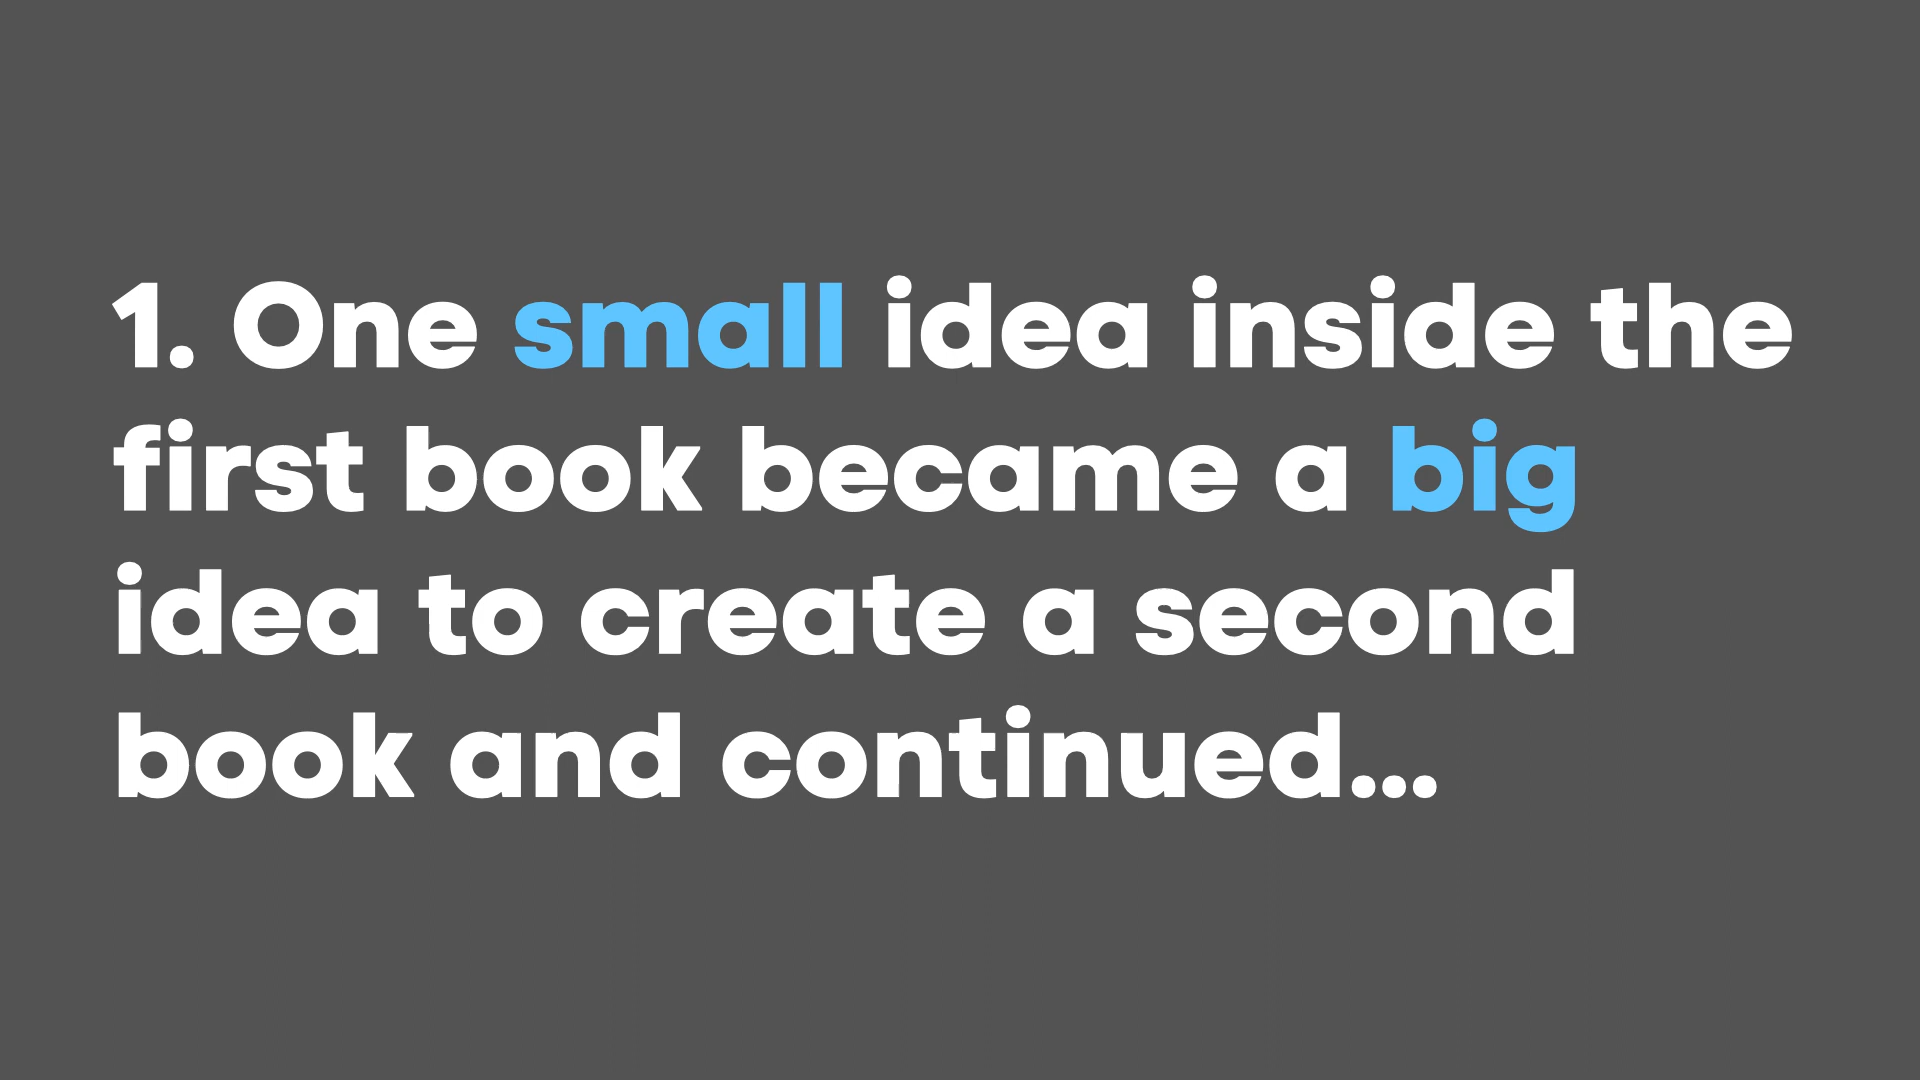 1. One small idea inside the
first book became a big
idea to create a second
book and continued...